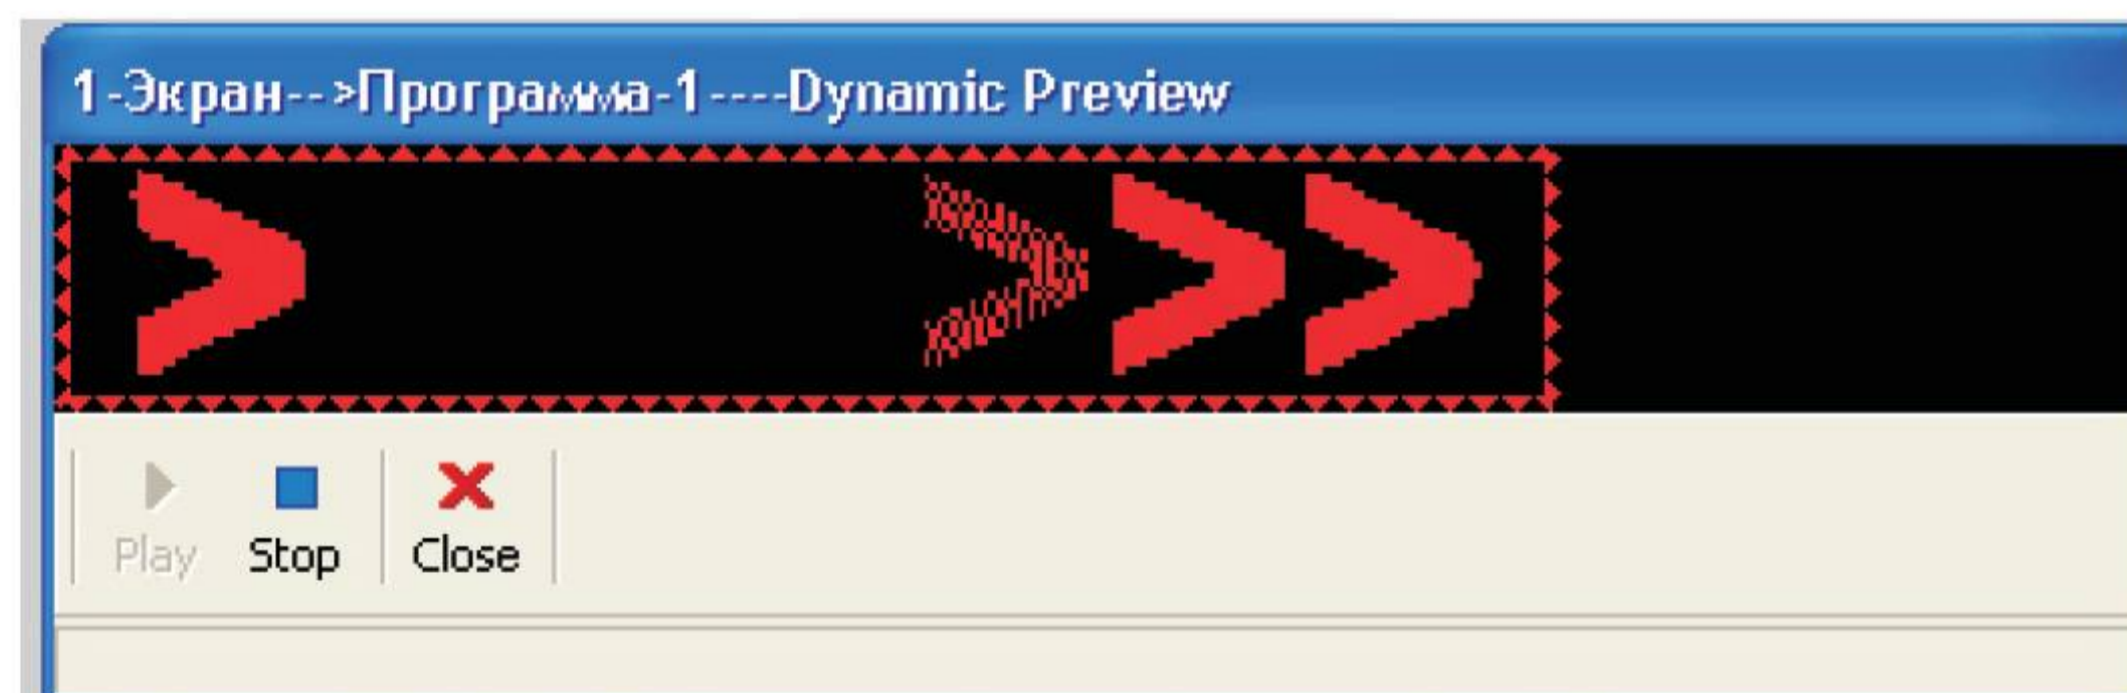 1-Экран-->Программа-1----Dynamic Preview
> >>>
Play Stop Close